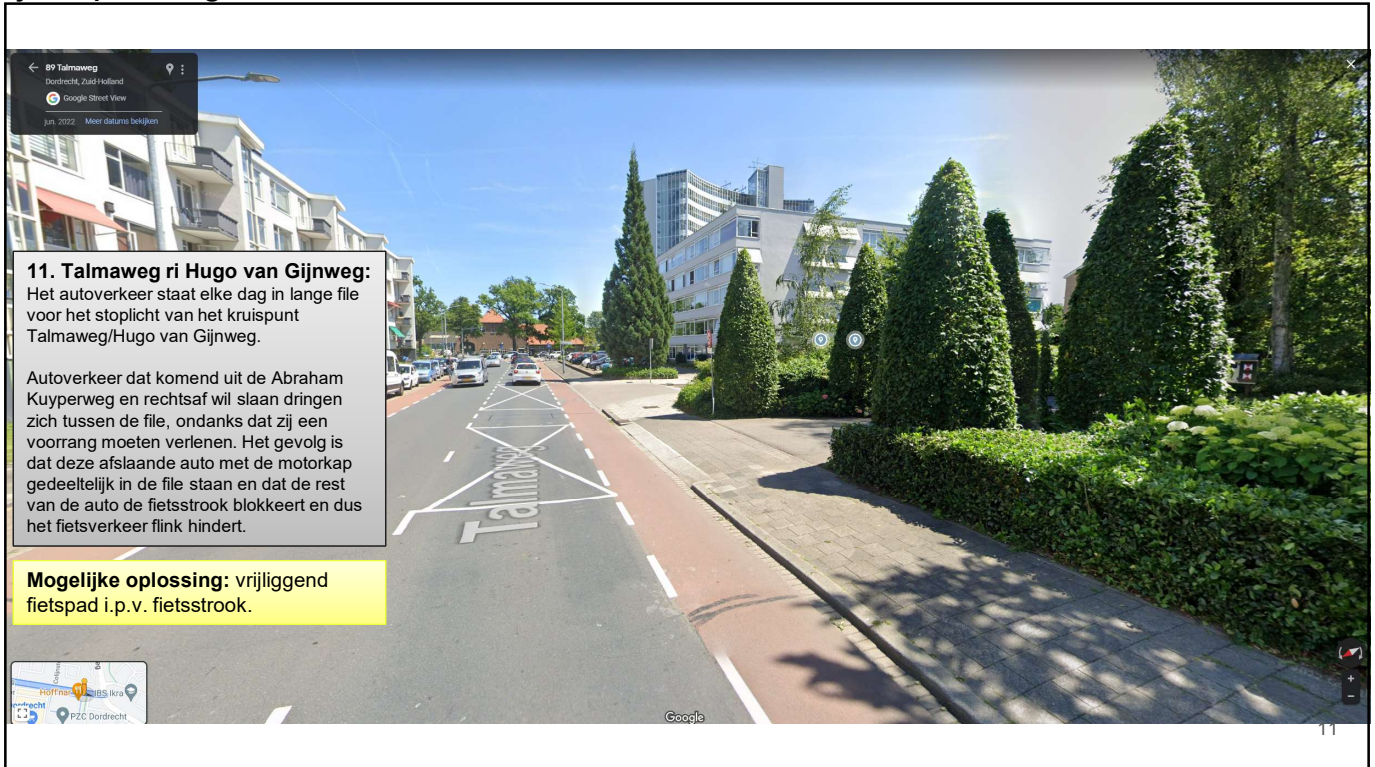 89 Talmaweg
Dordrecht, Zuid-Holland
Google Street View
jun. 2022 Meer datums bekijken
11. Talmaweg ri Hugo van Gijnweg:
Het autoverkeer staat elke dag in lange file
voor het stoplicht van het kruispunt
Talmaweg/Hugo van Gijnweg.
Autoverkeer dat komend uit de Abraham
Kuyperweg en rechtsaf wil slaan dringen
zich tussen de file, ondanks dat zij een
voorrang moeten verlenen. Het gevolg is
dat deze afslaande auto met de motorkap
gedeeltelijk in de file staan en dat de rest
van de auto de fietsstrook blokkeert en dus
het fietsverkeer flink hindert.
Mogelijke oplossing: vrijliggend
fietspad i.p.v. fietsstrook.
Talmaweg
IBS Ikra
PZC Dordrecht
Google
11